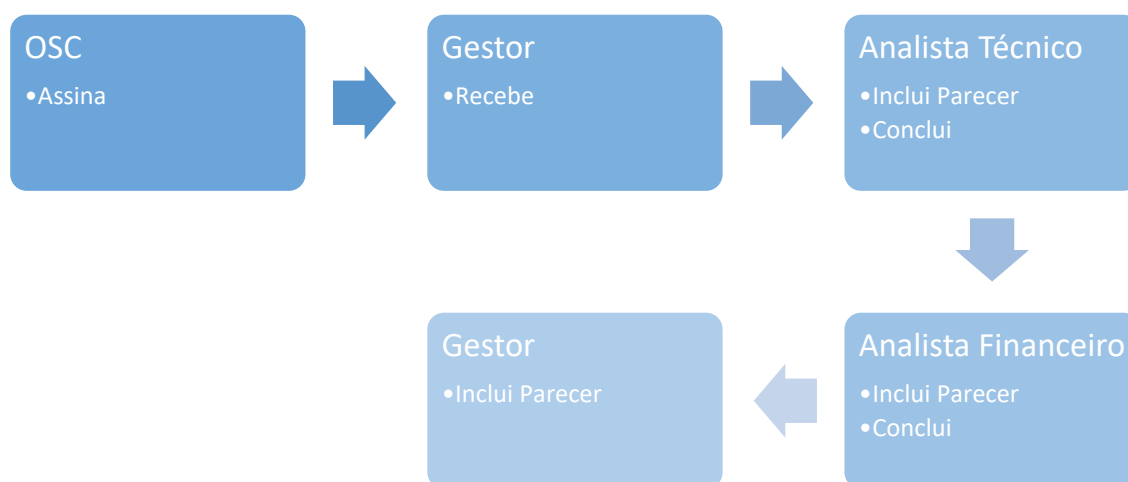 OSC
•Assina
Gestor
•Recebe
Analista Técnico
•Inclui Parecer
•Conclui
Analista Financeiro
•Inclui Parecer
•Conclui
Gestor
•Inclui Parecer